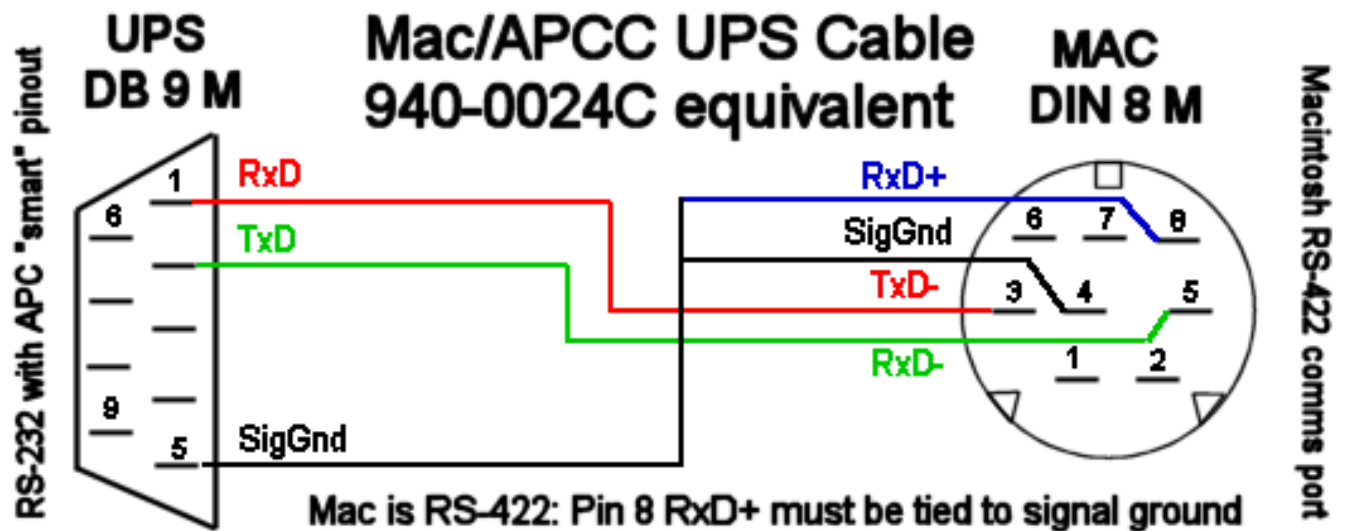 UPS
DB 9 M
Mac/APCC UPS Cable
940-0024C equivalent
MAC
DIN 8 M
RS-232 with APC "smart" pinout
Macintosh RS-422 comms port
1
RxD
6
TxD
9
5
SigGnd
RxD+
SigGnd
TxD-
RxD-
6
7
8
3
4
5
1
2
Mac is RS-422: Pin 8 RxD+ must be tied to signal ground